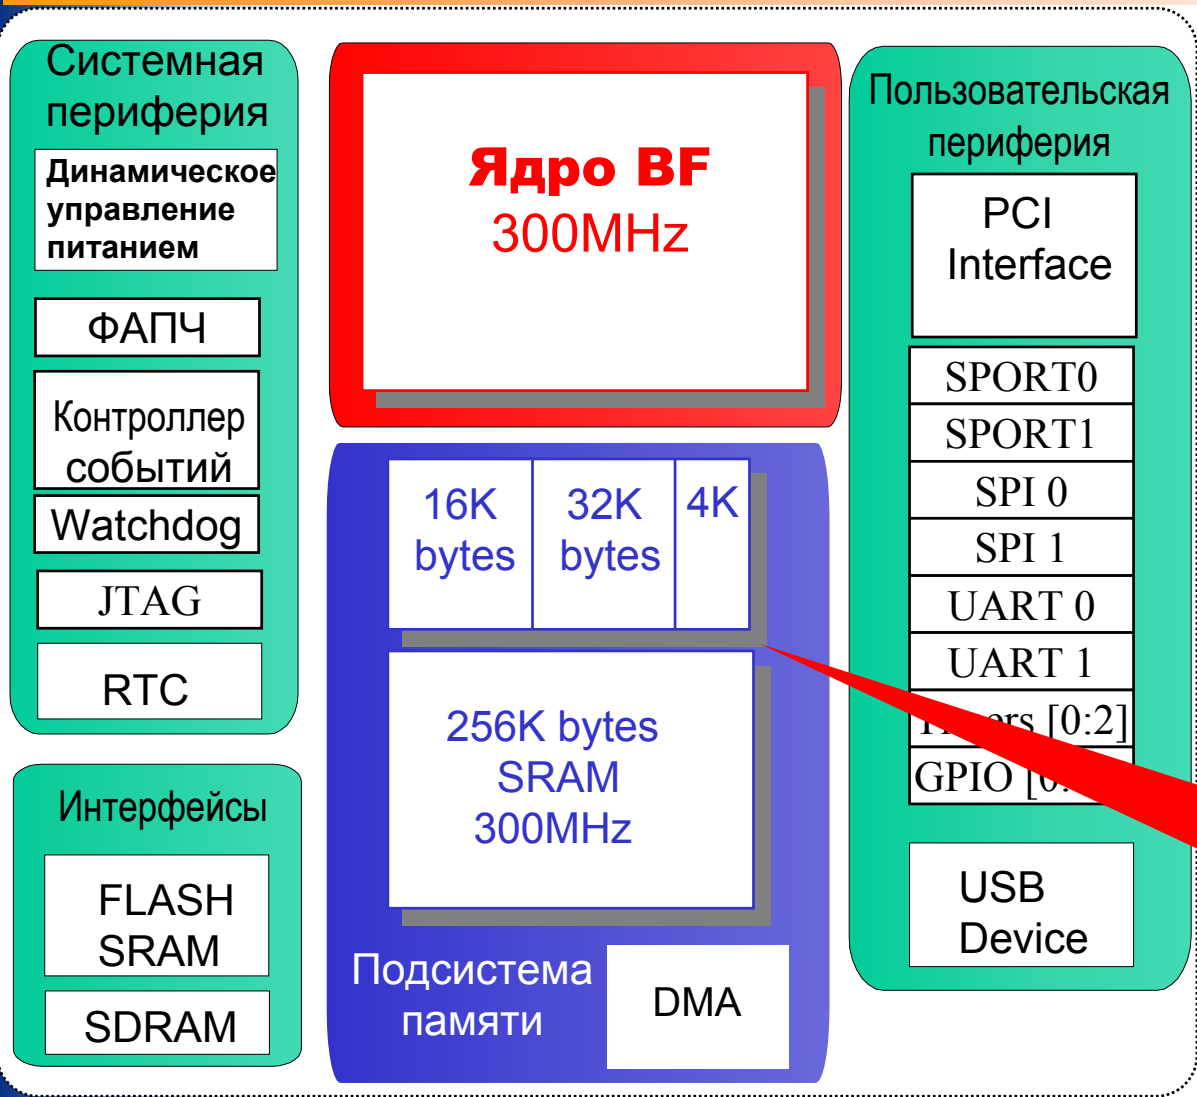 Системная
периферия
Динамическое
управление
питанием
ФАПЧ
Контроллер
событий
Watchdog
JTAG
RTC
Интерфейсы
FLASH
SRAM
SDRAM
Ядро BF
300MHz
16K
bytes
32K
bytes
4K
256K bytes
SRAM
300MHz
Подсистема
памяти
DMA
Пользовательская
периферия
PCI
Interface
SPORT0
SPORT1
SPI 0
SPI 1
UART 0
UART 1
[0:2]
GPIO
USB
Device